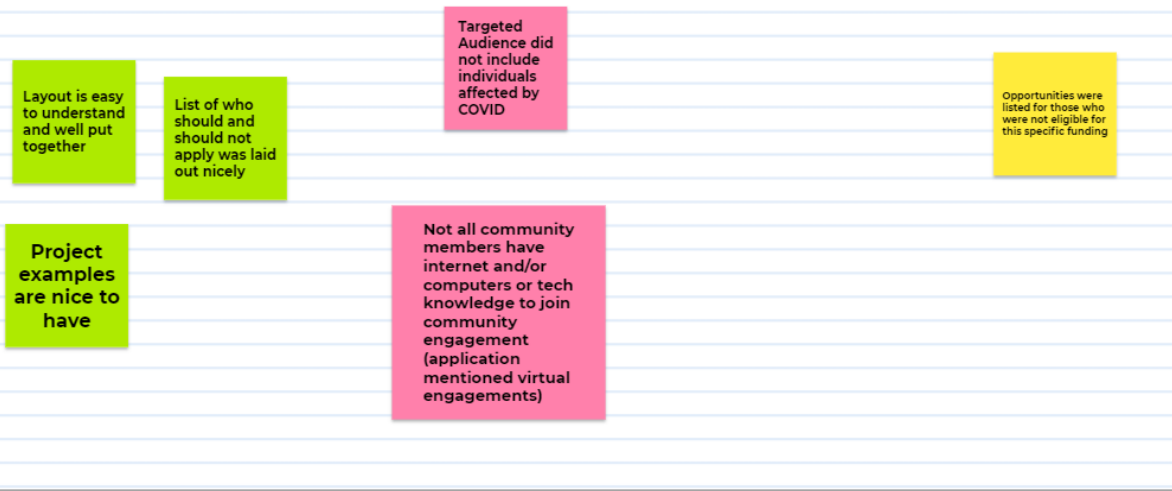 Layout is easy
to understand
and well put
together
List of who
should and
should not
apply was laid
out nicely
Project
examples
are nice to
have
Targeted
Audience did
not include
individuals
affected by
COVID
Not all community
members have
internet and/or
computers or tech
knowledge to join
community
engagement
(application
mentioned virtual
engagements)
Opportunities were
listed for those who
were not eligible for
this specific funding